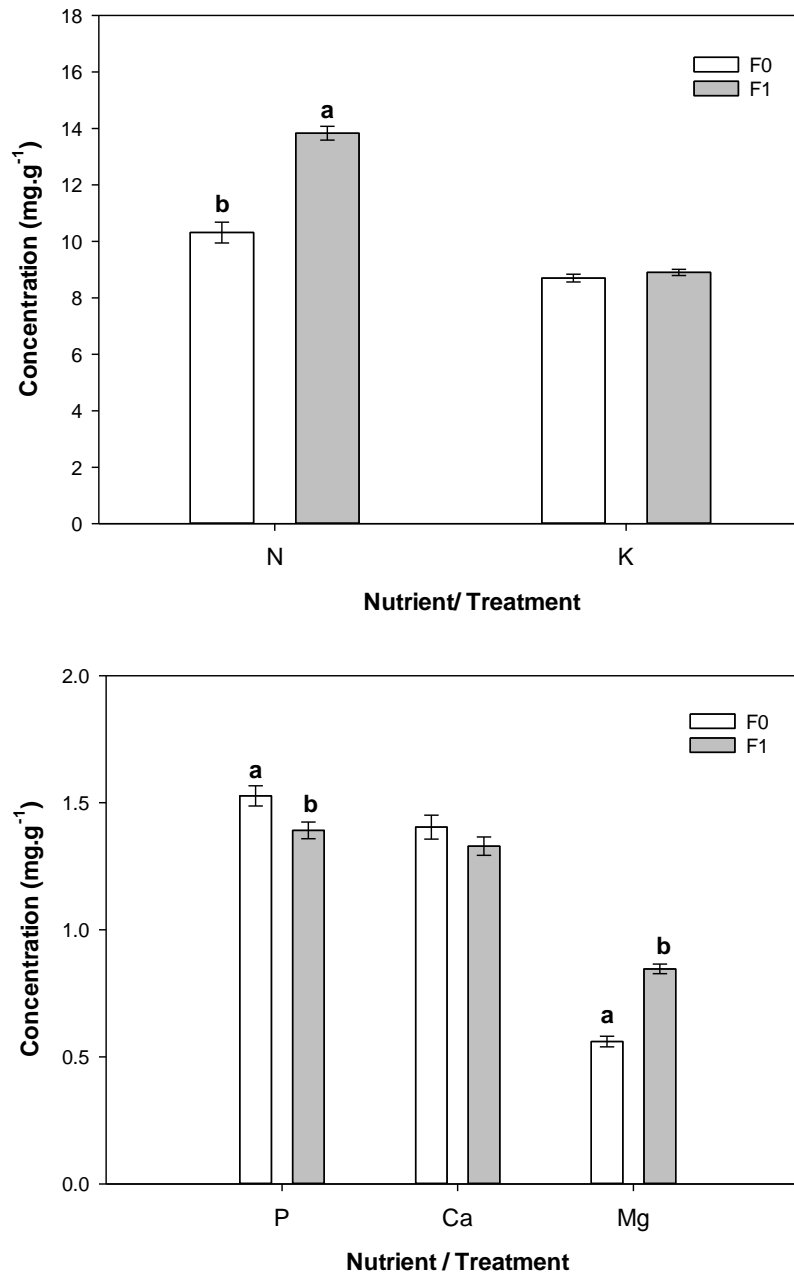 18
16
14
12
10
8
6
4
2
0
Concentration (mg.g⁻¹)
F0
F1
b
a
N
K
Nutrient/ Treatment
2.0
1.5
1.0
0.5
0.0
Concentration (mg.g⁻¹)
F0
F1
a
b
a
b
P
Ca
Mg
Nutrient / Treatment